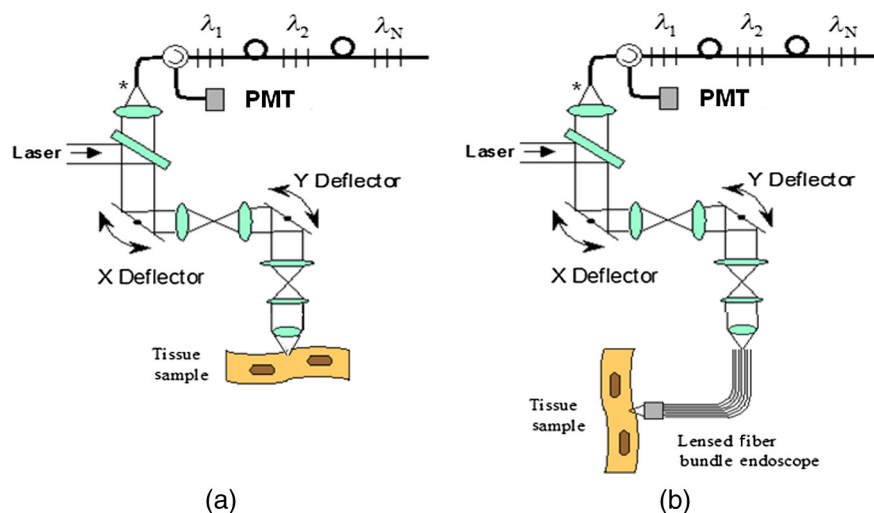 λ1 λ2 λN
*
PMT
Laser
Y Deflector
X Deflector
Tissue
sample
(a)
λ1 λ2 λN
*
PMT
Laser
Y Deflector
X Deflector
Tissue
sample
Lensed fiber
bundle endoscope
(b)